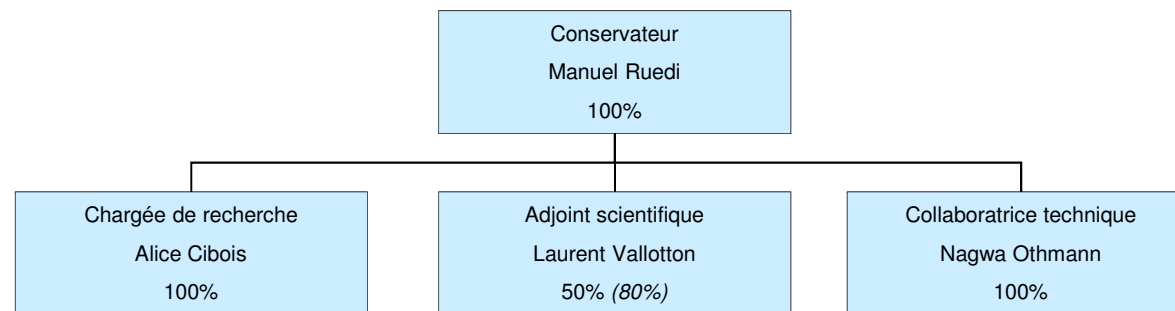 Conservateur
Manuel Ruedi
100%
Chargée de recherche
Alice Cibois
100%
Adjoint scientifique
Laurent Vallotton
50% (80%)
Collaboratrice technique
Nagwa Othmann
100%